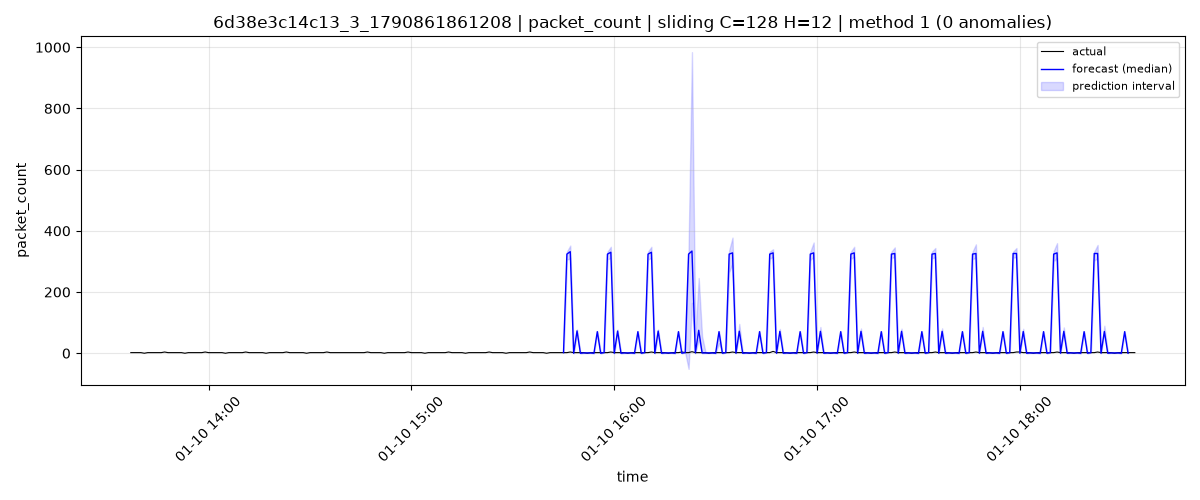 6d38e3c14c13_3_1790861861208 | packet_count | sliding C=128 H=12 | method 1 (0 anomalies)
actual
forecast (median)
prediction interval
packet_count
1000
800
600
400
200
0
01-10 14:00
01-10 15:00
01-10 16:00
01-10 17:00
01-10 18:00
time